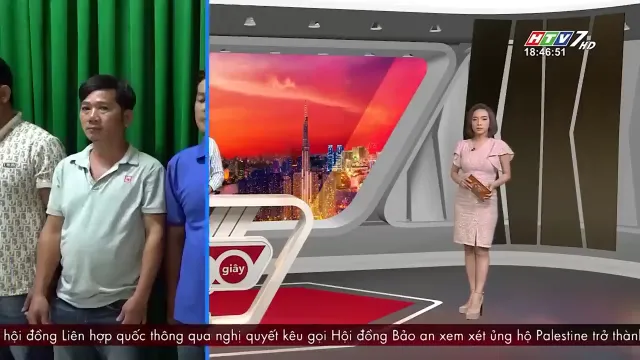 HTV7 HD
18:46:51
giây
hội đồng Liên hợp quốc thông qua nghị quyết kêu gọi Hội đồng Bảo an xem xét ủng hộ Palestine trở thàn